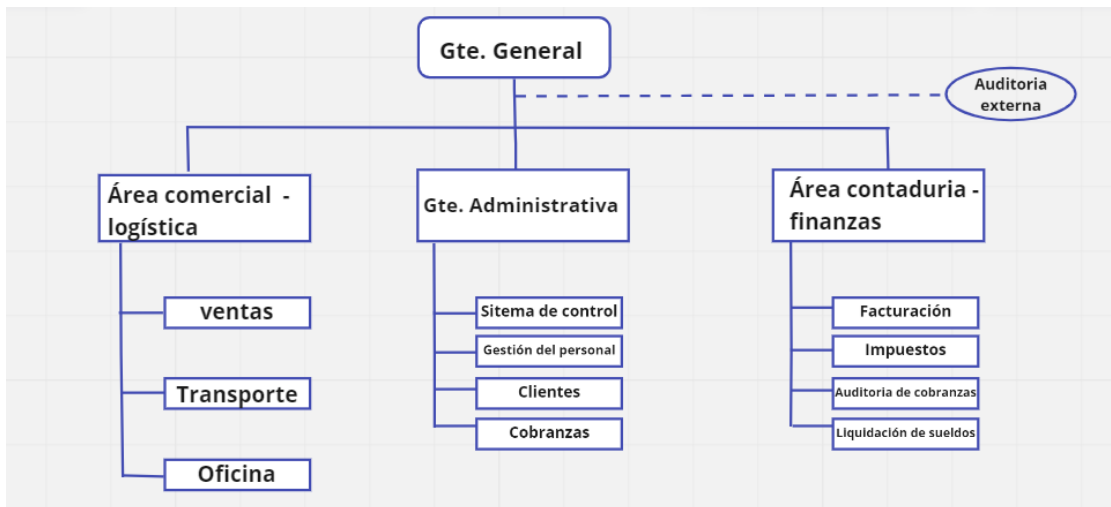 Gte. General
Auditoria
externa
Área comercial -
logística
Gte. Administrativa
Área contaduria -
finanzas
ventas
Transporte
Oficina
Sitema de control
Gestión del personal
Clientes
Cobranzas
Facturación
Impuestos
Auditoria de cobranzas
Liquidación de sueldos